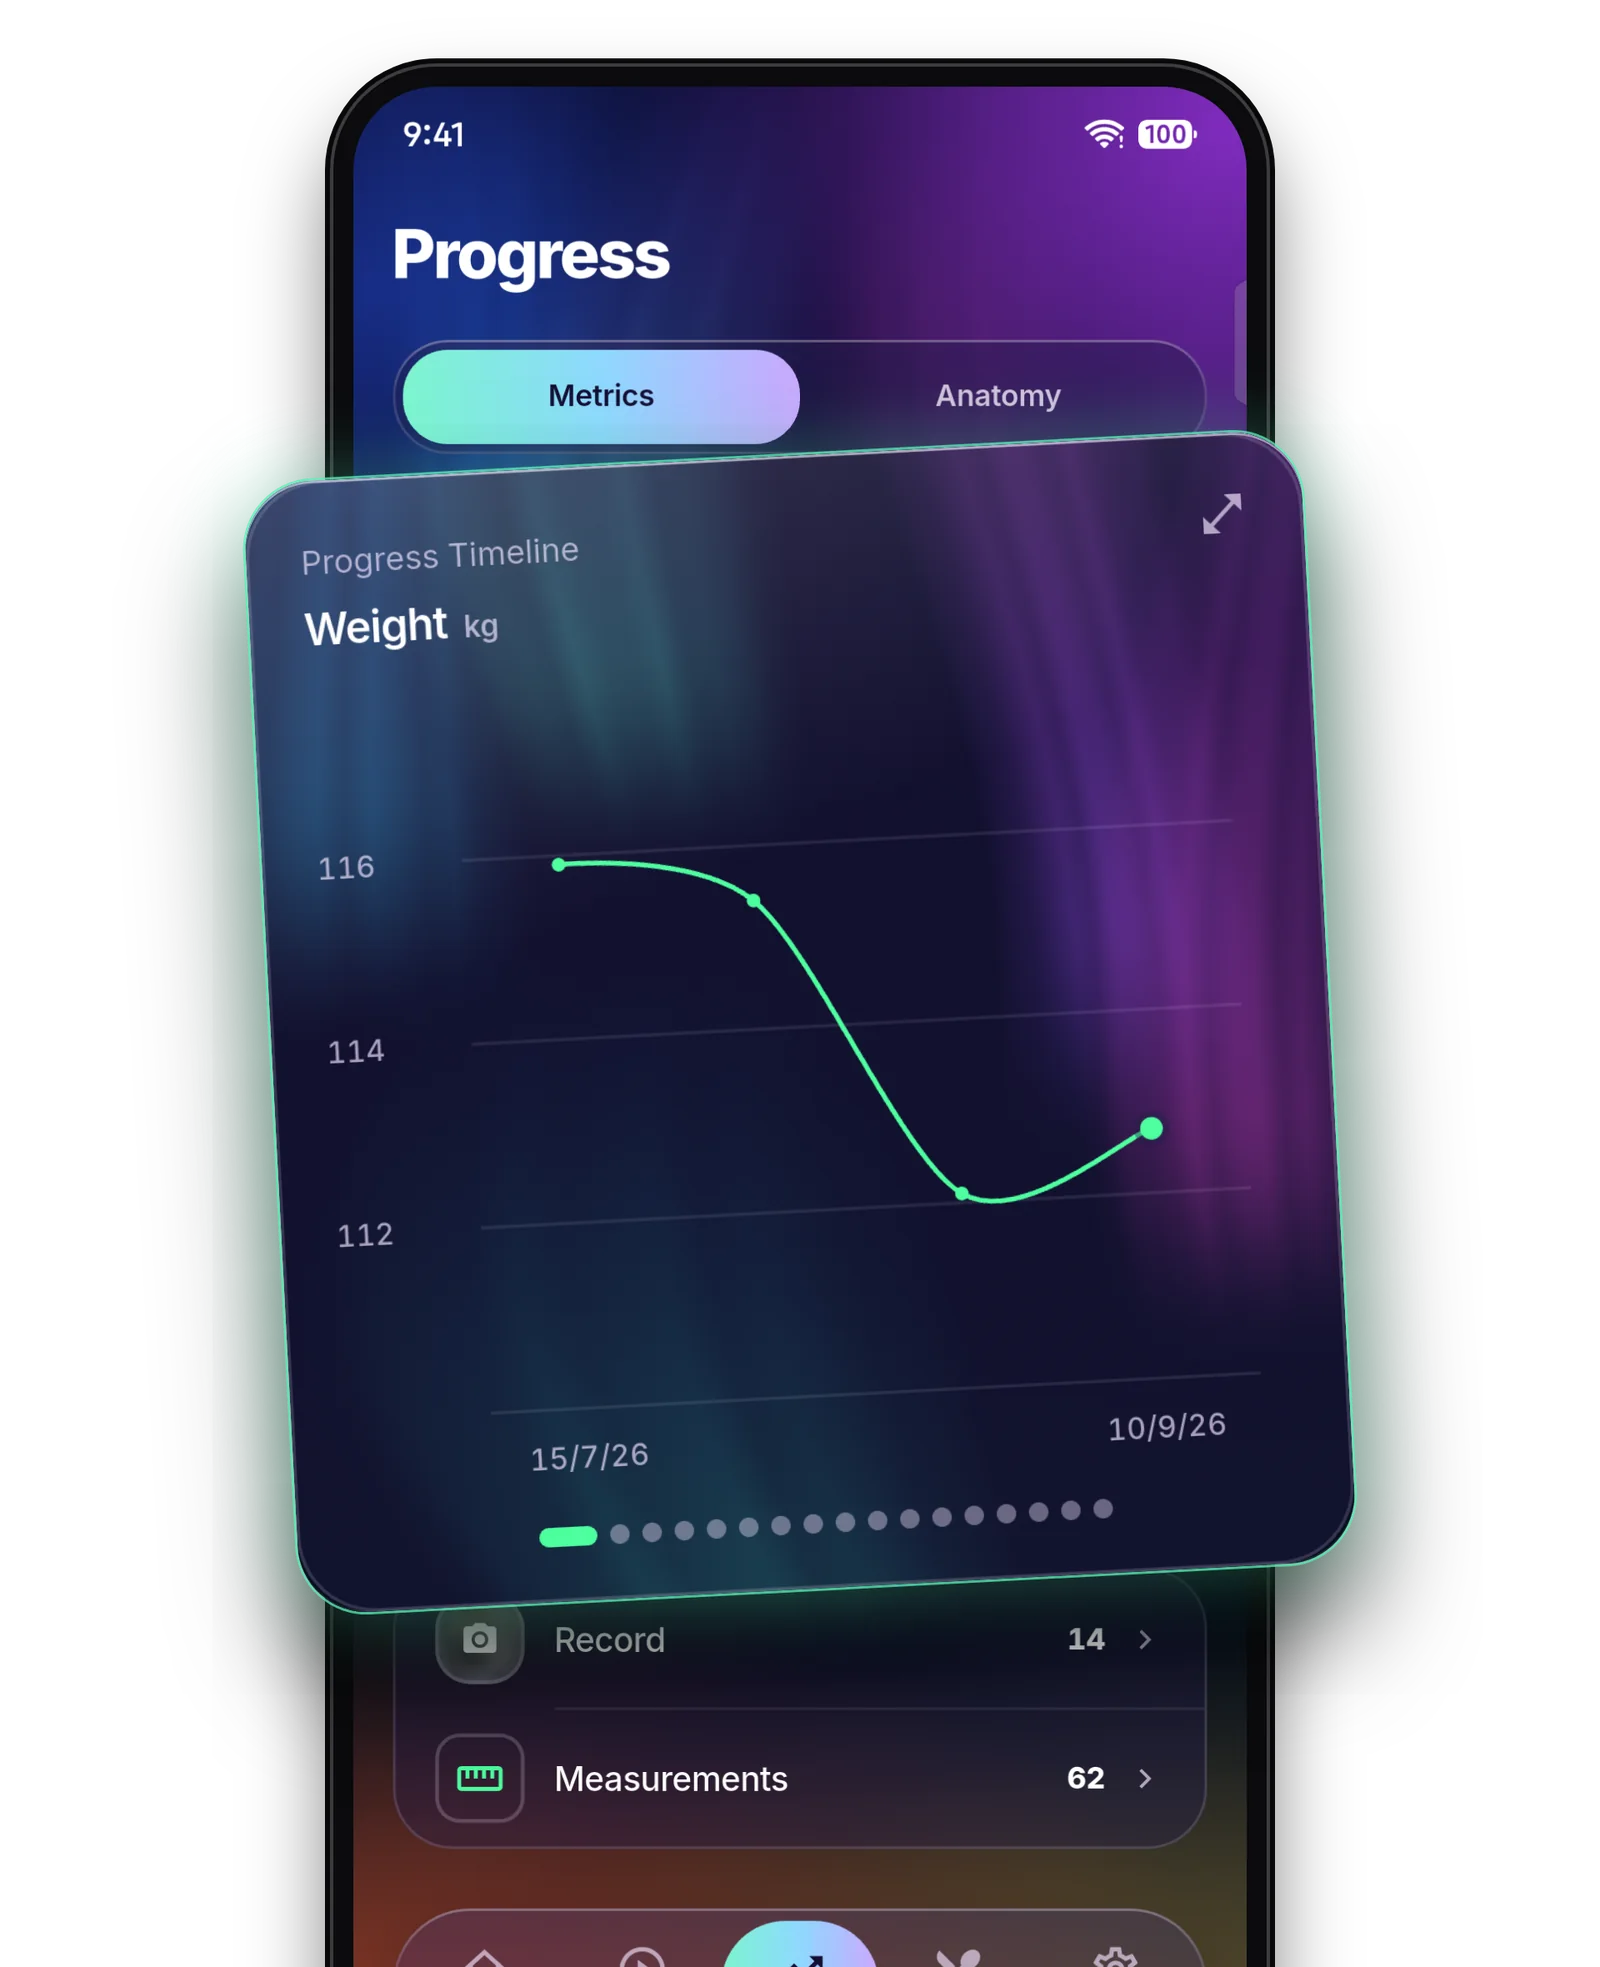 9:41
100
Progress
Metrics
Anatomy
Progress Timeline
Weight kg
116
114
112
15/7/26
10/9/26
Record
14
Measurements
62